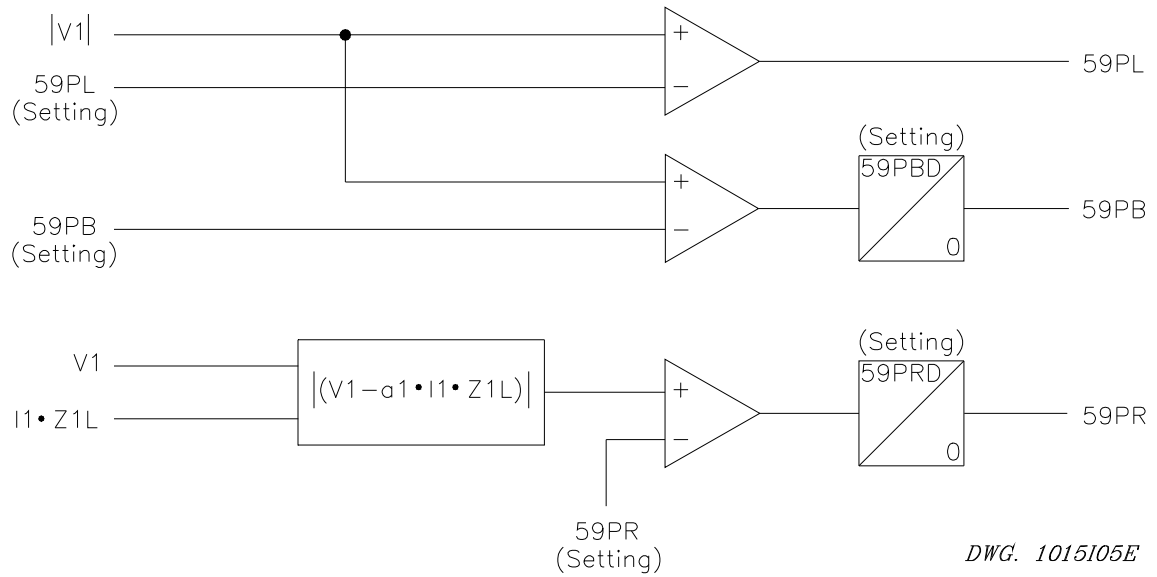 |V1|
+
59PL
59PL
(Setting)
−
(Setting)
59PBD
+
59PB
59PB
(Setting)
−
0
(Setting)
V1
59PRD
|(V1−a1•I1•Z1L)|
+
I1•Z1L
59PR
−
0
59PR
(Setting)
DWG. 1015I05E